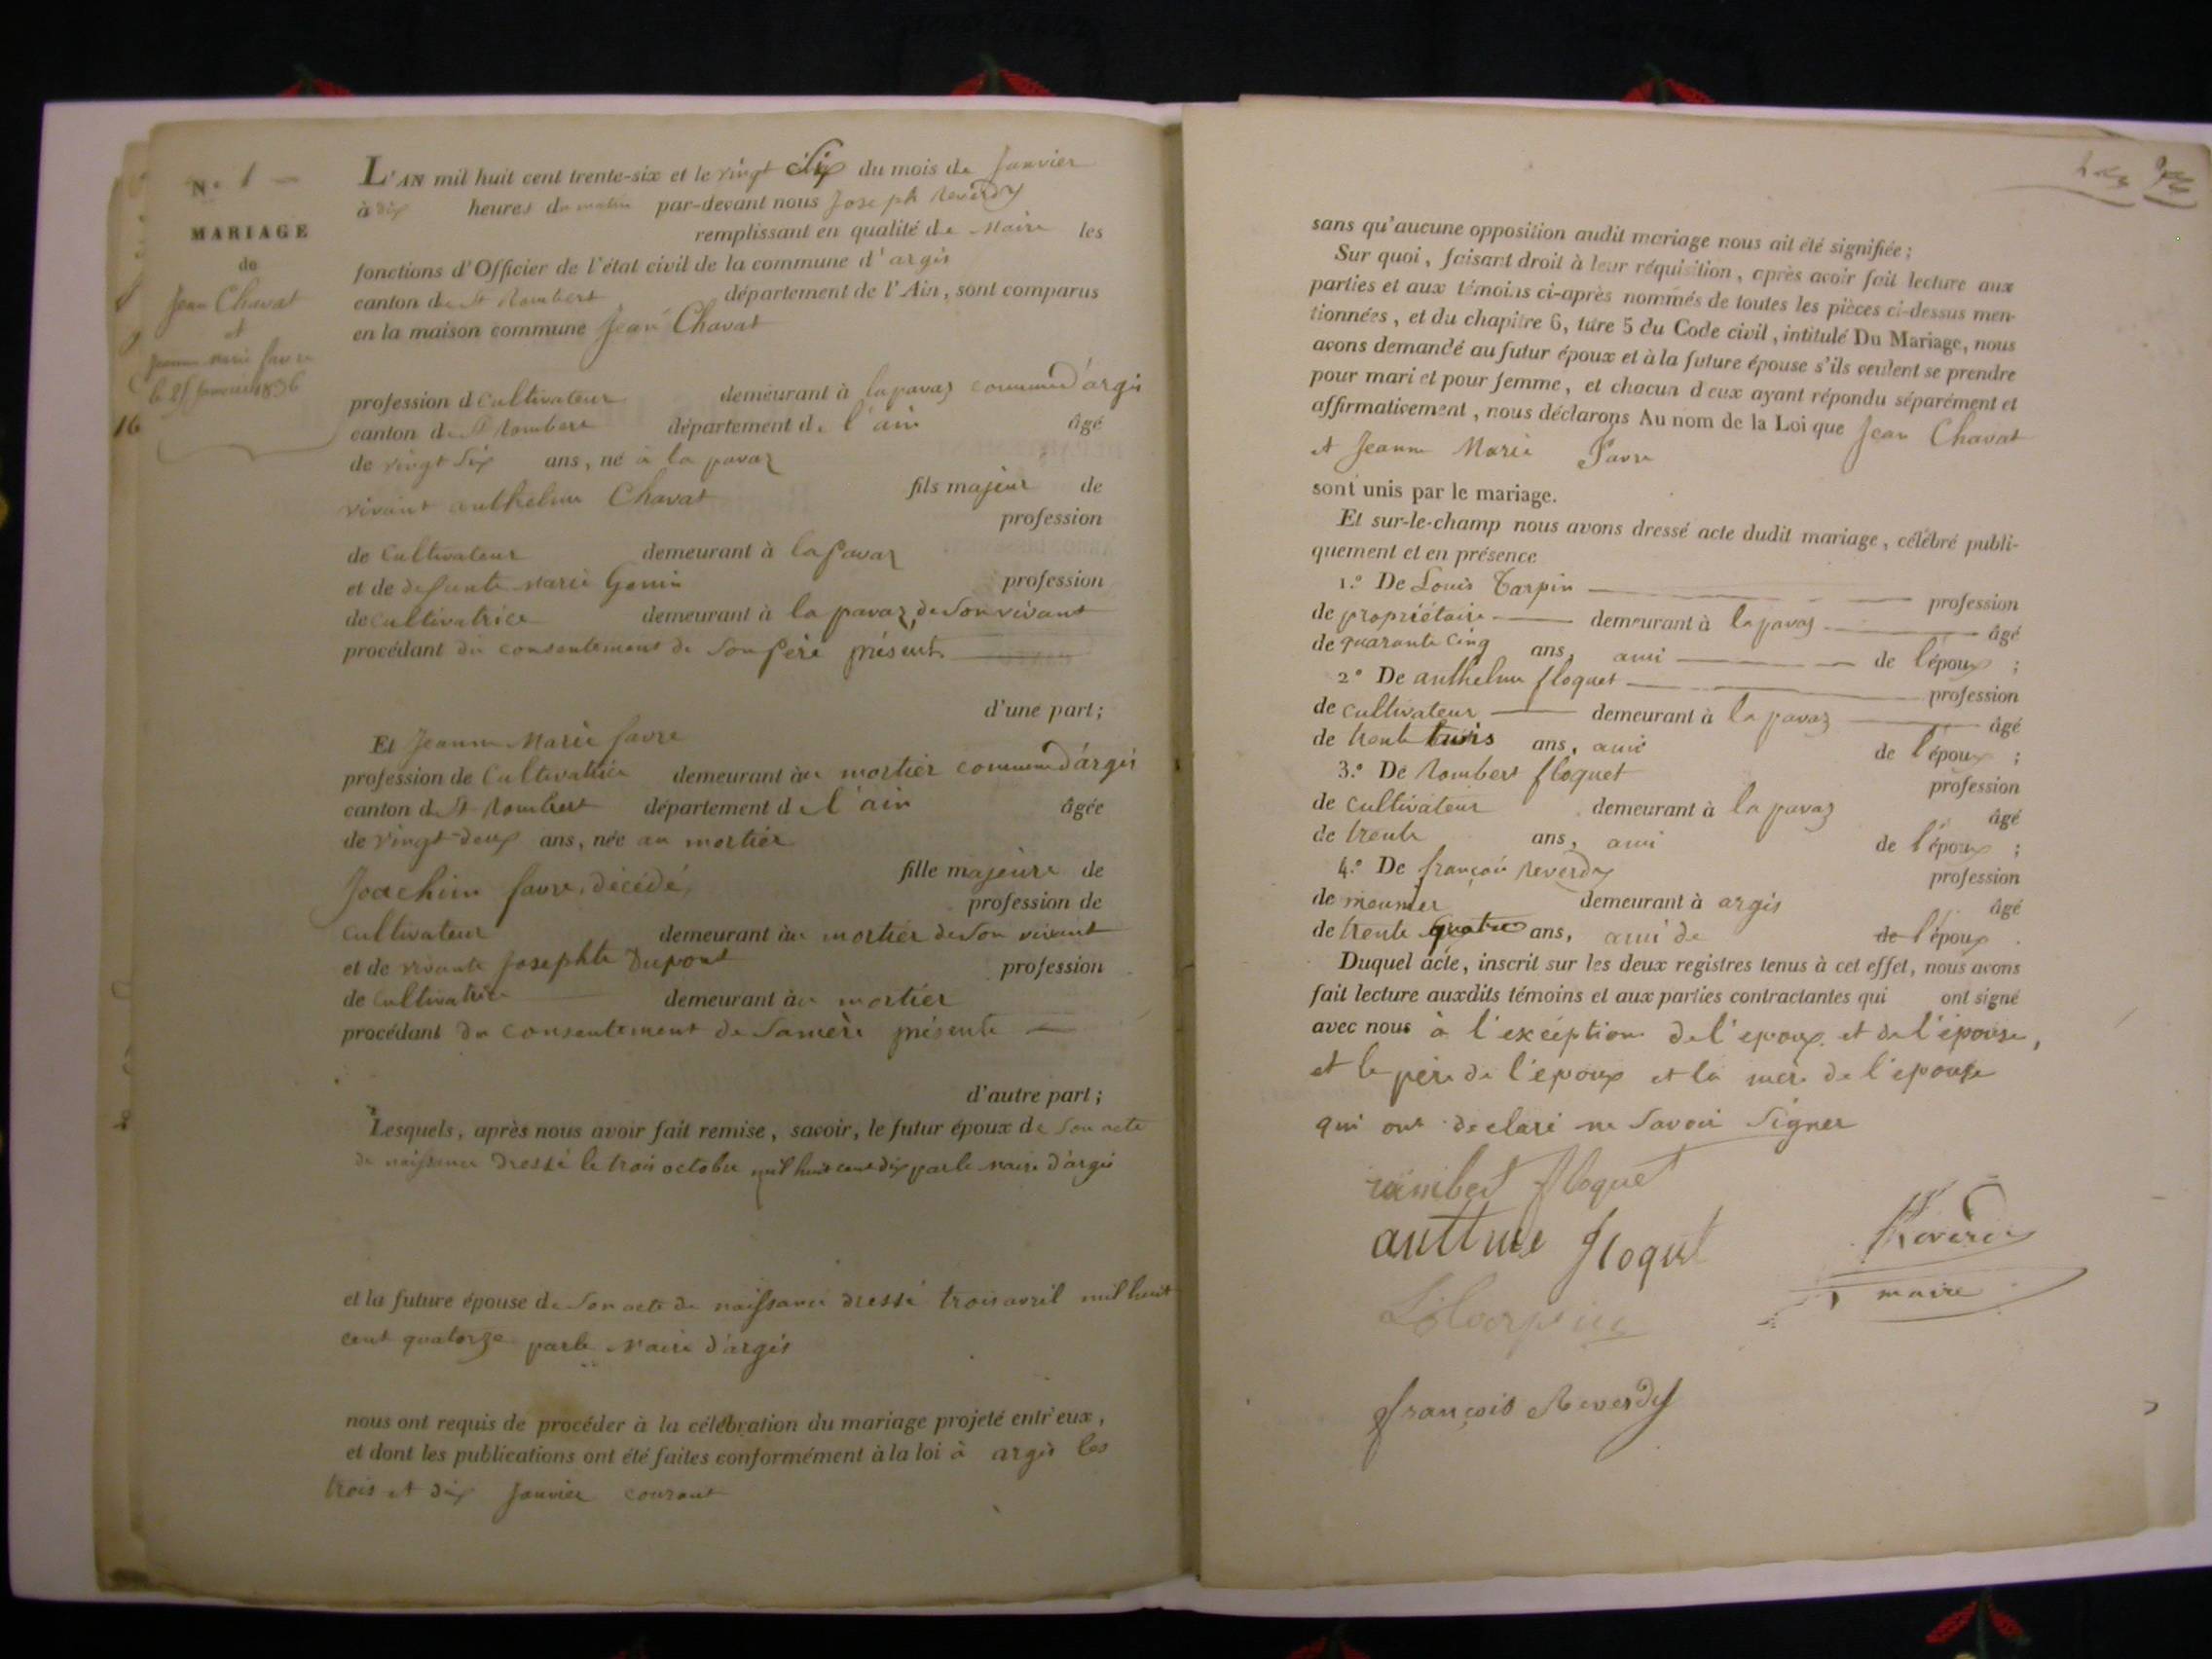 N.º 1
MARIAGE
de
Jean Chavat
et
Jeanne Marie favre
le janvier 1836
16
L'AN mil huit cent trente-six et le vingt Six du mois de Janvier
à dix heures du matin par-devant nous Joseph Reverdy
remplissant en qualité de Maire les
fonctions d'Officier de l'état civil de la commune d'argis
canton de St Rambert département de l'Ain, sont comparus
en la maison commune Jean Chavat
profession d cultivateur demeurant à la pavaz commune d'argis
canton de St Rambert département de l'ain âgé
de vingt Six ans, né à la pavaz
fils majeur de
vivant anthelme Chavat profession
de Cultivateur demeurant à la pavaz
et de defunte Marie Gonin profession
de cultivatrice demeurant à la pavaz, de son vivant
procédant du consentement de Son père présent
d'une part;
Et Jeanne Marie favre
profession de Cultivatrice demeurant au mortier commune d'argis
canton de St Rambert département de l'ain âgée
de vingt-deux ans, née au mortier
fille majeure de
Joachim favre, décédé, profession de
cultivateur demeurant au mortier de Son vivant
et de vivante Josephte Dupont profession
de Cultivatrice demeurant au mortier
procédant du consentement de Sa mère présente
d'autre part;
Lesquels, après nous avoir fait remise, savoir, le futur époux de Son acte
de naissance dressé le trois octobre mil huit cent dix par le Maire d'argis
et la future épouse de Son acte de naissance dressé trois avril mil huit
cent quatorze par le Maire d'argis
nous ont requis de procéder à la célébration du mariage projeté entr'eux,
et dont les publications ont été faites conformément à la loi à argis les
trois et dix Janvier courant
sans qu'aucune opposition audit mariage nous ait été signifiée;
Sur quoi, faisant droit à leur réquisition, après avoir fait lecture aux
parties et aux témoins ci-après nommés de toutes les pièces ci-dessus men-
tionnées, et du chapitre 6, titre 5 du Code civil, intitulé Du Mariage, nous
avons demandé au futur époux et à la future épouse s'ils veulent se prendre
pour mari et pour femme, et chacun d'eux ayant répondu séparément et
affirmativement, nous déclarons Au nom de la Loi que Jean Chavat
et Jeanne Marie Favre
sont unis par le mariage.
Et sur-le-champ nous avons dressé acte dudit mariage, célébré publi-
quement et en présence
1.º De Louis Tarpin profession
de propriétaire demeurant à la pavaz âgé
de quarante Cinq ans, ami de l'époux ;
2.º De anthelme floquet profession
de cultivateur demeurant à la pavaz âgé
de trente trois ans, ami de l'époux ;
3.º De Rambert floquet profession
de cultivateur demeurant à la pavaz âgé
de trente ans, ami de l'époux ;
4.º De françois Reverdy profession
de meunier demeurant à argis âgé
de trente quatre ans, ami de de l'époux .
Duquel acte, inscrit sur les deux registres tenus à cet effet, nous avons
fait lecture auxdits témoins et aux parties contractantes qui ont signé
avec nous à l'exception de l'epoux et de l'épouse,
et le père de l'epoux et la mère de l'epouse
qui ont declaré ne Savoir Signer
rambert floquet
floquet
Reverdy
maire
françois Reverdy